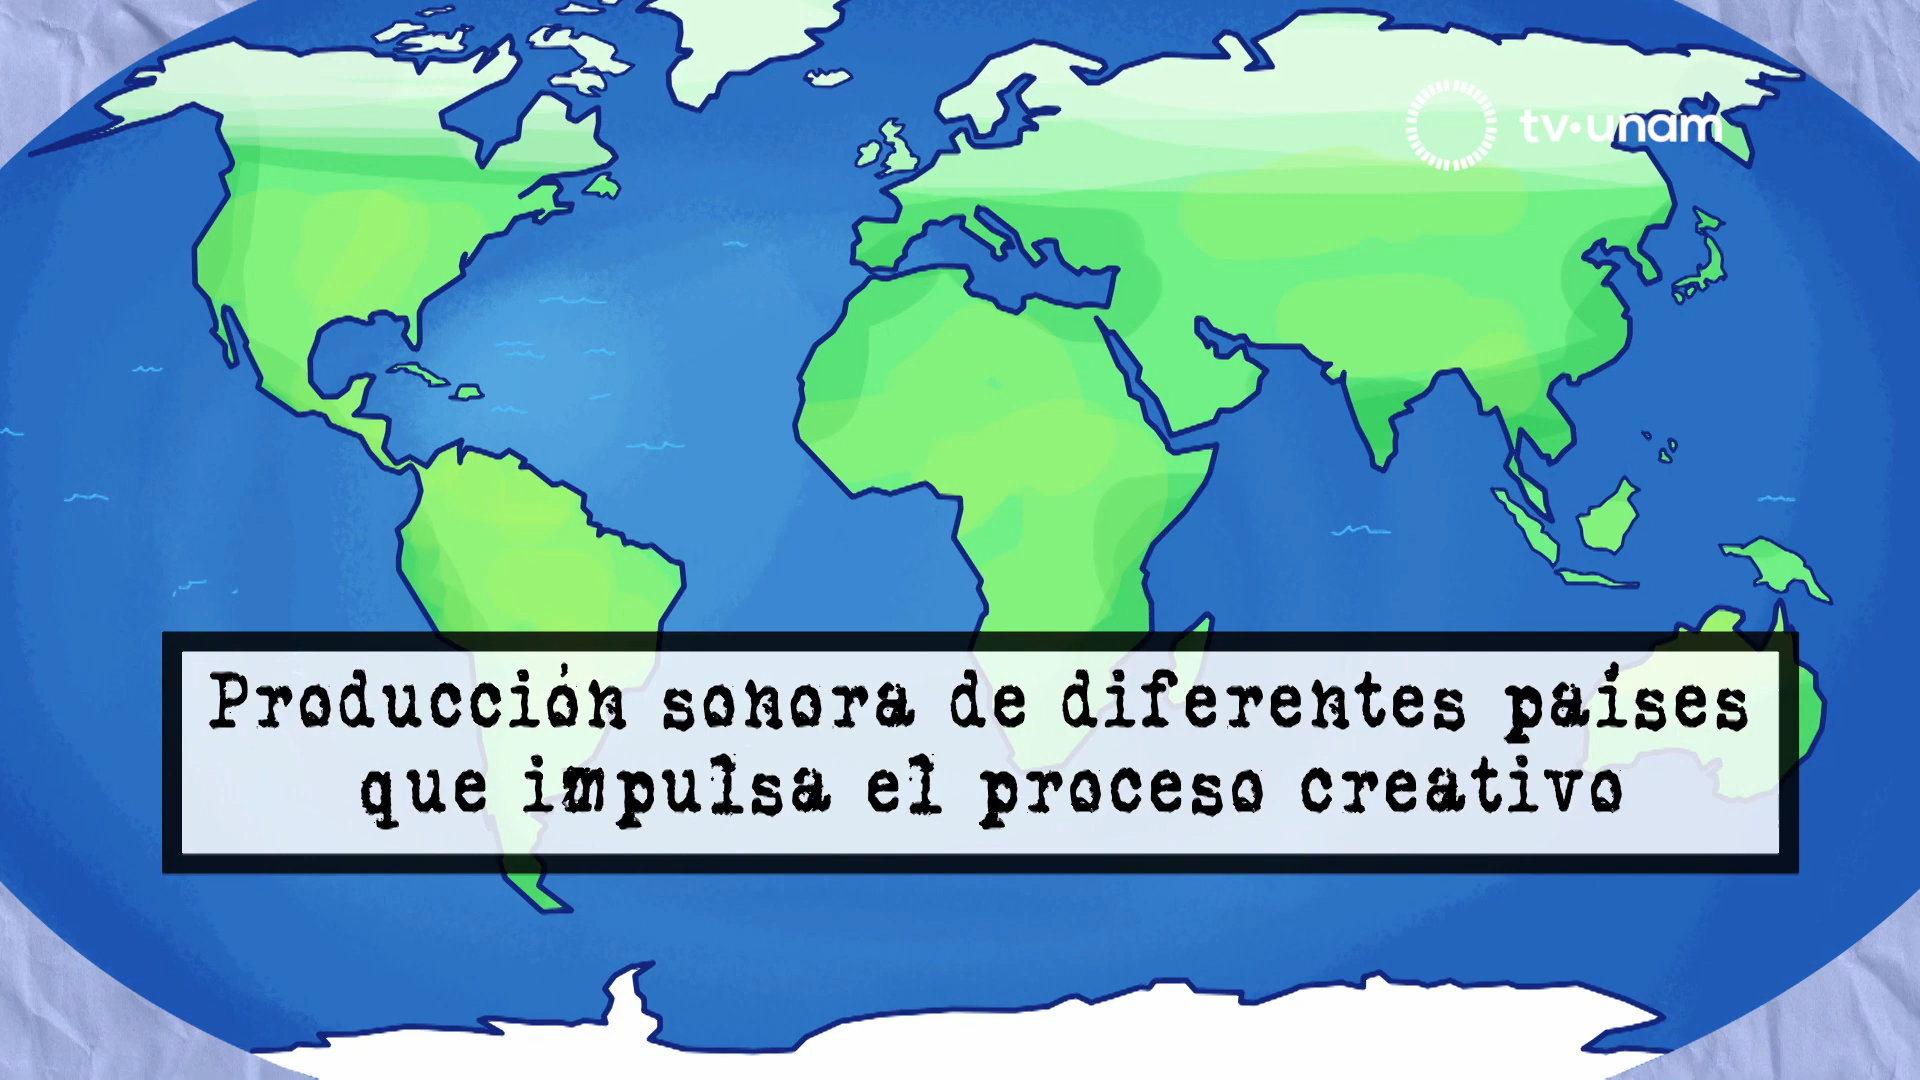 tv·unam
Producción sonora de diferentes países
que impulsa el proceso creativo